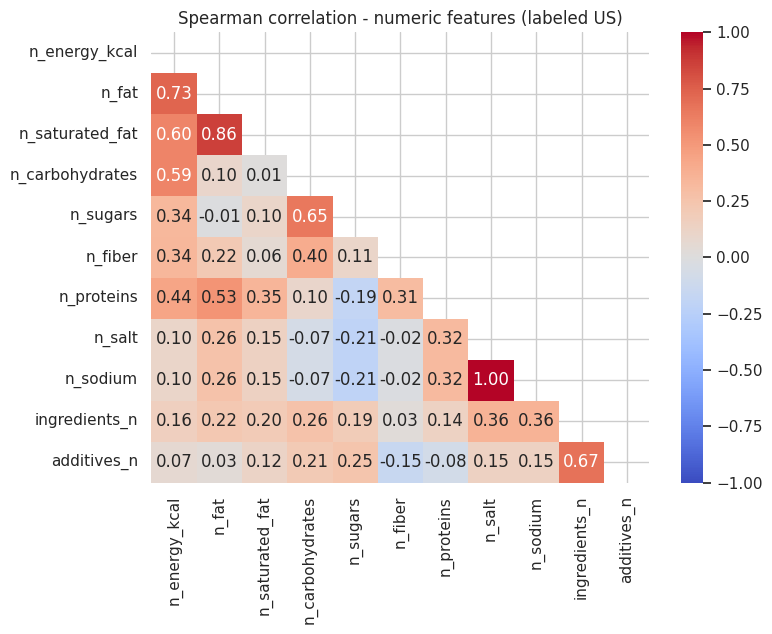 Spearman correlation - numeric features (labeled US)
n_energy_kcal
n_fat 0.73
n_saturated_fat 0.60 0.86
n_carbohydrates 0.59 0.10 0.01
n_sugars 0.34 -0.01 0.10 0.65
n_fiber 0.34 0.22 0.06 0.40 0.11
n_proteins 0.44 0.53 0.35 0.10 -0.19 0.31
n_salt 0.10 0.26 0.15 -0.07 -0.21 -0.02 0.32
n_sodium 0.10 0.26 0.15 -0.07 -0.21 -0.02 0.32 1.00
ingredients_n 0.16 0.22 0.20 0.26 0.19 0.03 0.14 0.36 0.36
additives_n 0.07 0.03 0.12 0.21 0.25 -0.15 -0.08 0.15 0.15 0.67
n_energy_kcal
n_fat
n_saturated_fat
n_carbohydrates
n_sugars
n_fiber
n_proteins
n_salt
n_sodium
ingredients_n
additives_n
1.00
0.75
0.50
0.25
0.00
−0.25
−0.50
−0.75
−1.00